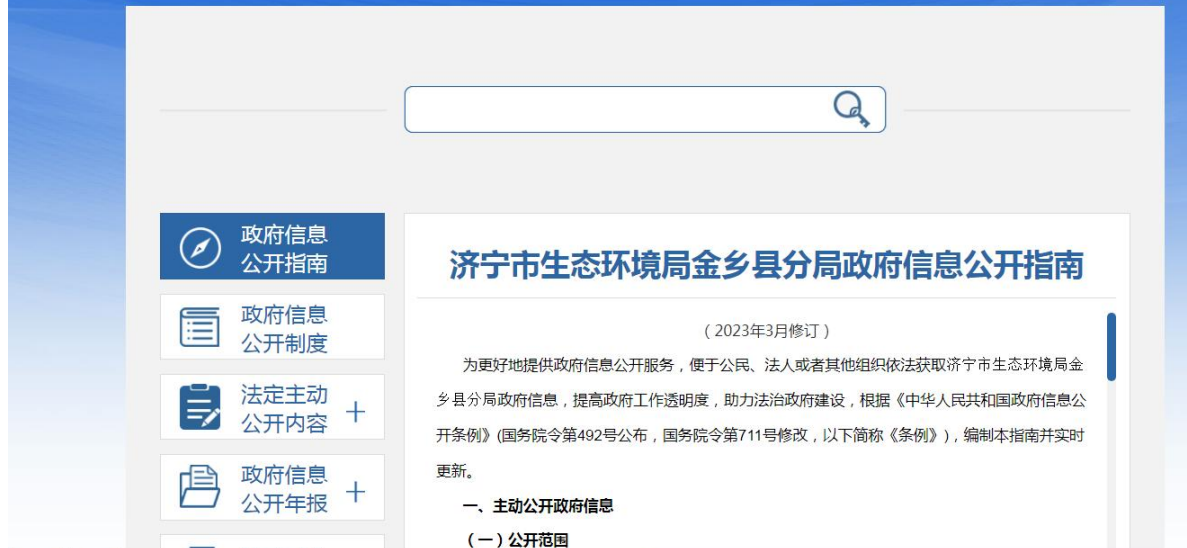 政府信息
公开指南
政府信息
公开制度
法定主动
公开内容
政府信息
公开年报
济宁市生态环境局金乡县分局政府信息公开指南
（2023年3月修订）
为更好地提供政府信息公开服务，便于公民、法人或者其他组织依法获取济宁市生态环境局金
乡县分局政府信息，提高政府工作透明度，助力法治政府建设，根据《中华人民共和国政府信息公
开条例》(国务院令第492号公布，国务院令第711号修改，以下简称《条例》)，编制本指南并实时
更新。
一、主动公开政府信息
（一）公开范围